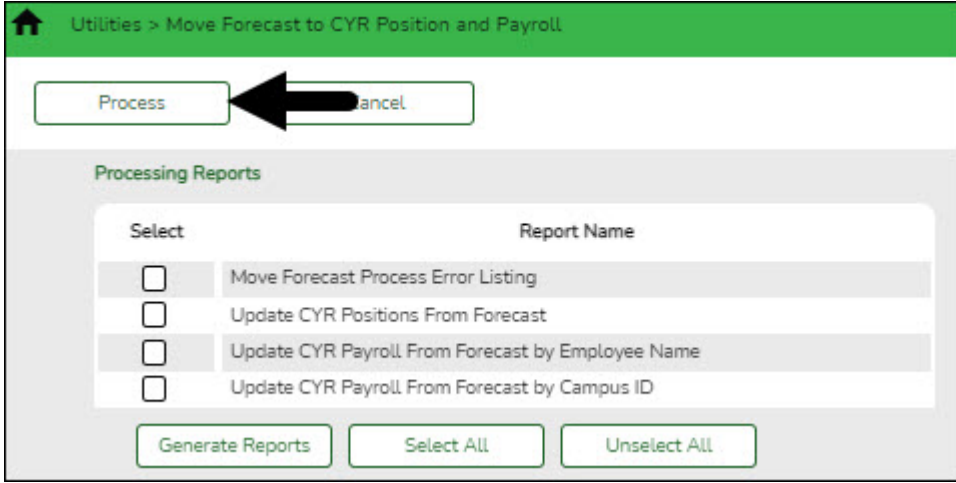 Utilities > Move Forecast to CYR Position and Payroll
Process
ancel
Processing Reports
Select Report Name
Move Forecast Process Error Listing
Update CYR Positions From Forecast
Update CYR Payroll From Forecast by Employee Name
Update CYR Payroll From Forecast by Campus ID
Generate Reports Select All Unselect All